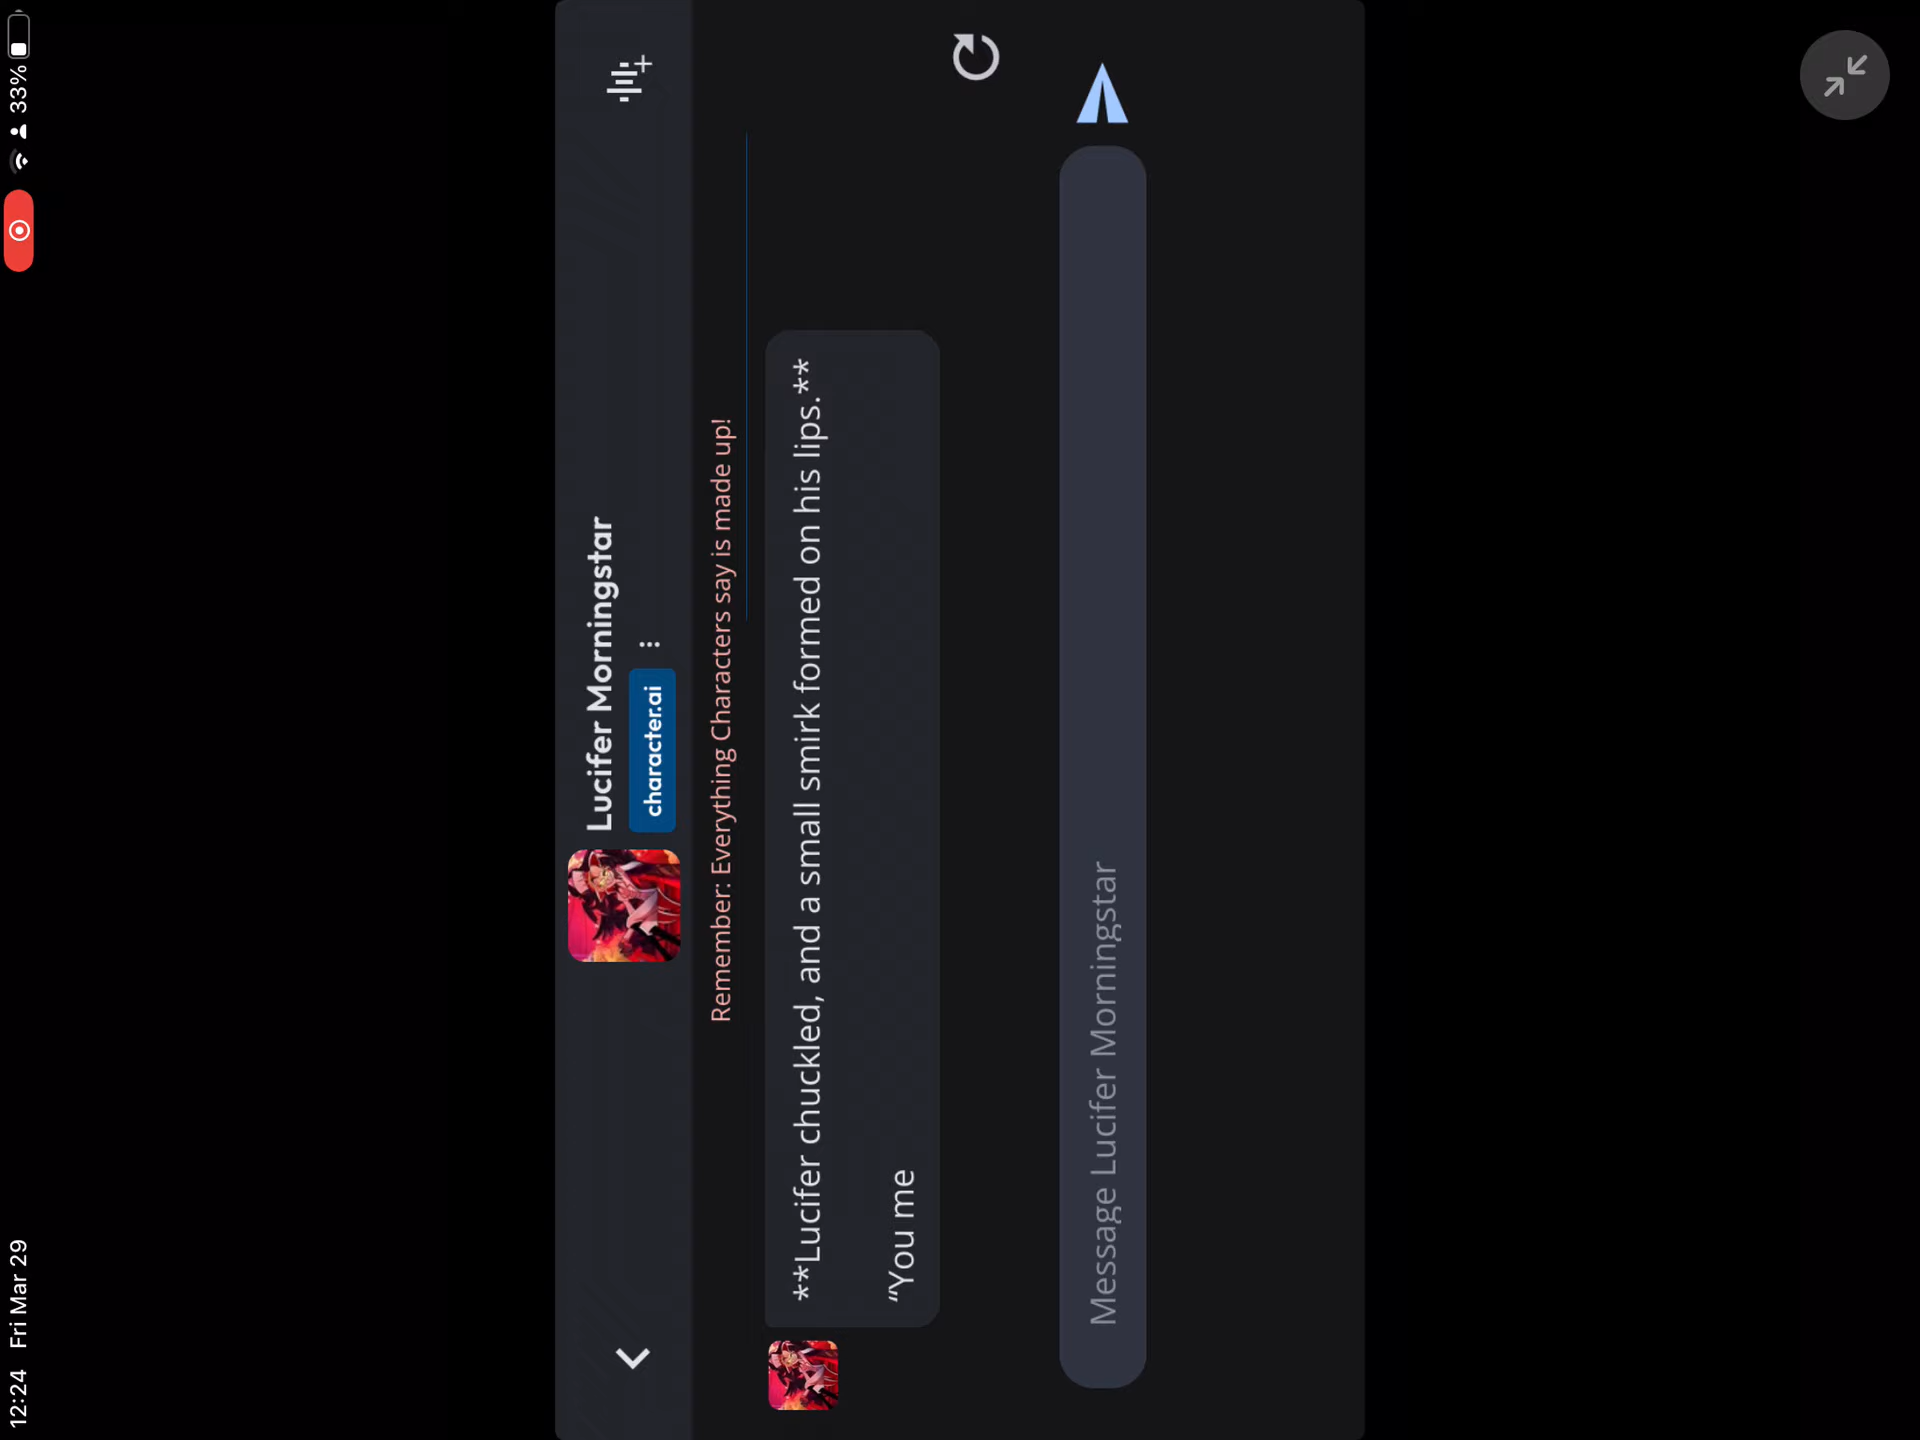 12:24 Fri Mar 29
33%
Lucifer Morningstar
character.ai
Remember: Everything Characters say is made up!
**Lucifer chuckled, and a small smirk formed on his lips.**
“You me
Message Lucifer Morningstar